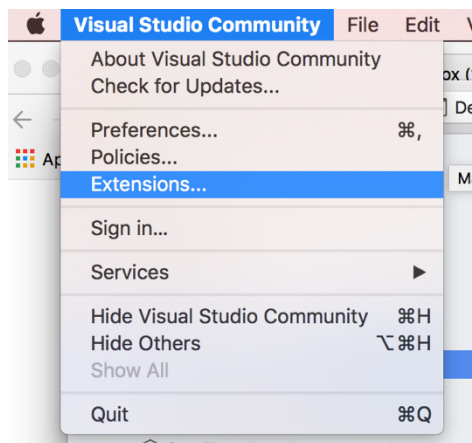 Visual Studio Community File Edit
About Visual Studio Community
Check for Updates...
Preferences... ⌘,
Policies...
Extensions...
Sign in...
Services ▶
Hide Visual Studio Community ⌘H
Hide Others ⌥⌘H
Show All
Quit ⌘Q